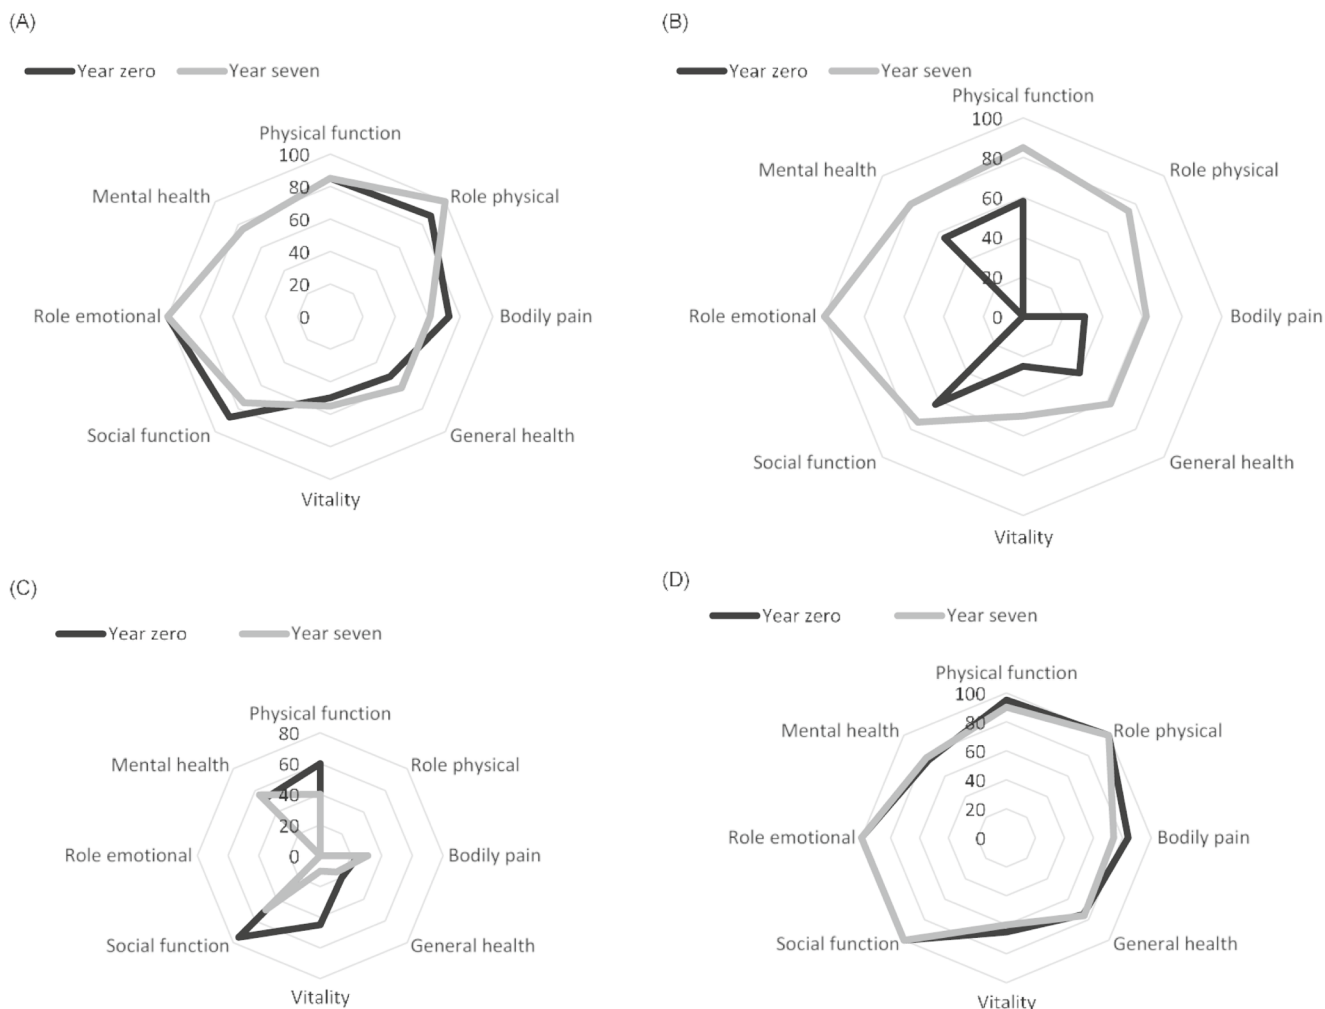 (A)
Year zero Year seven
Physical function
100
Mental health
80
Role physical
60
40
20
Role emotional
0
Bodily pain
Social function
General health
Vitality
(B)
Year zero Year seven
Physical function
100
Mental health
80
Role physical
60
40
20
Role emotional
0
Bodily pain
Social function
General health
Vitality
(C)
Year zero Year seven
Physical function
80
Mental health
60
Role physical
40
20
Role emotional
0
Bodily pain
Social function
General health
Vitality
(D)
Year zero Year seven
Physical function
100
Mental health
80
Role physical
60
40
20
Role emotional
0
Bodily pain
Social function
General health
Vitality